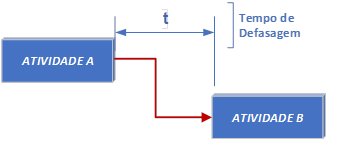 t
Tempo de
Defasagem
ATIVIDADE A
ATIVIDADE B